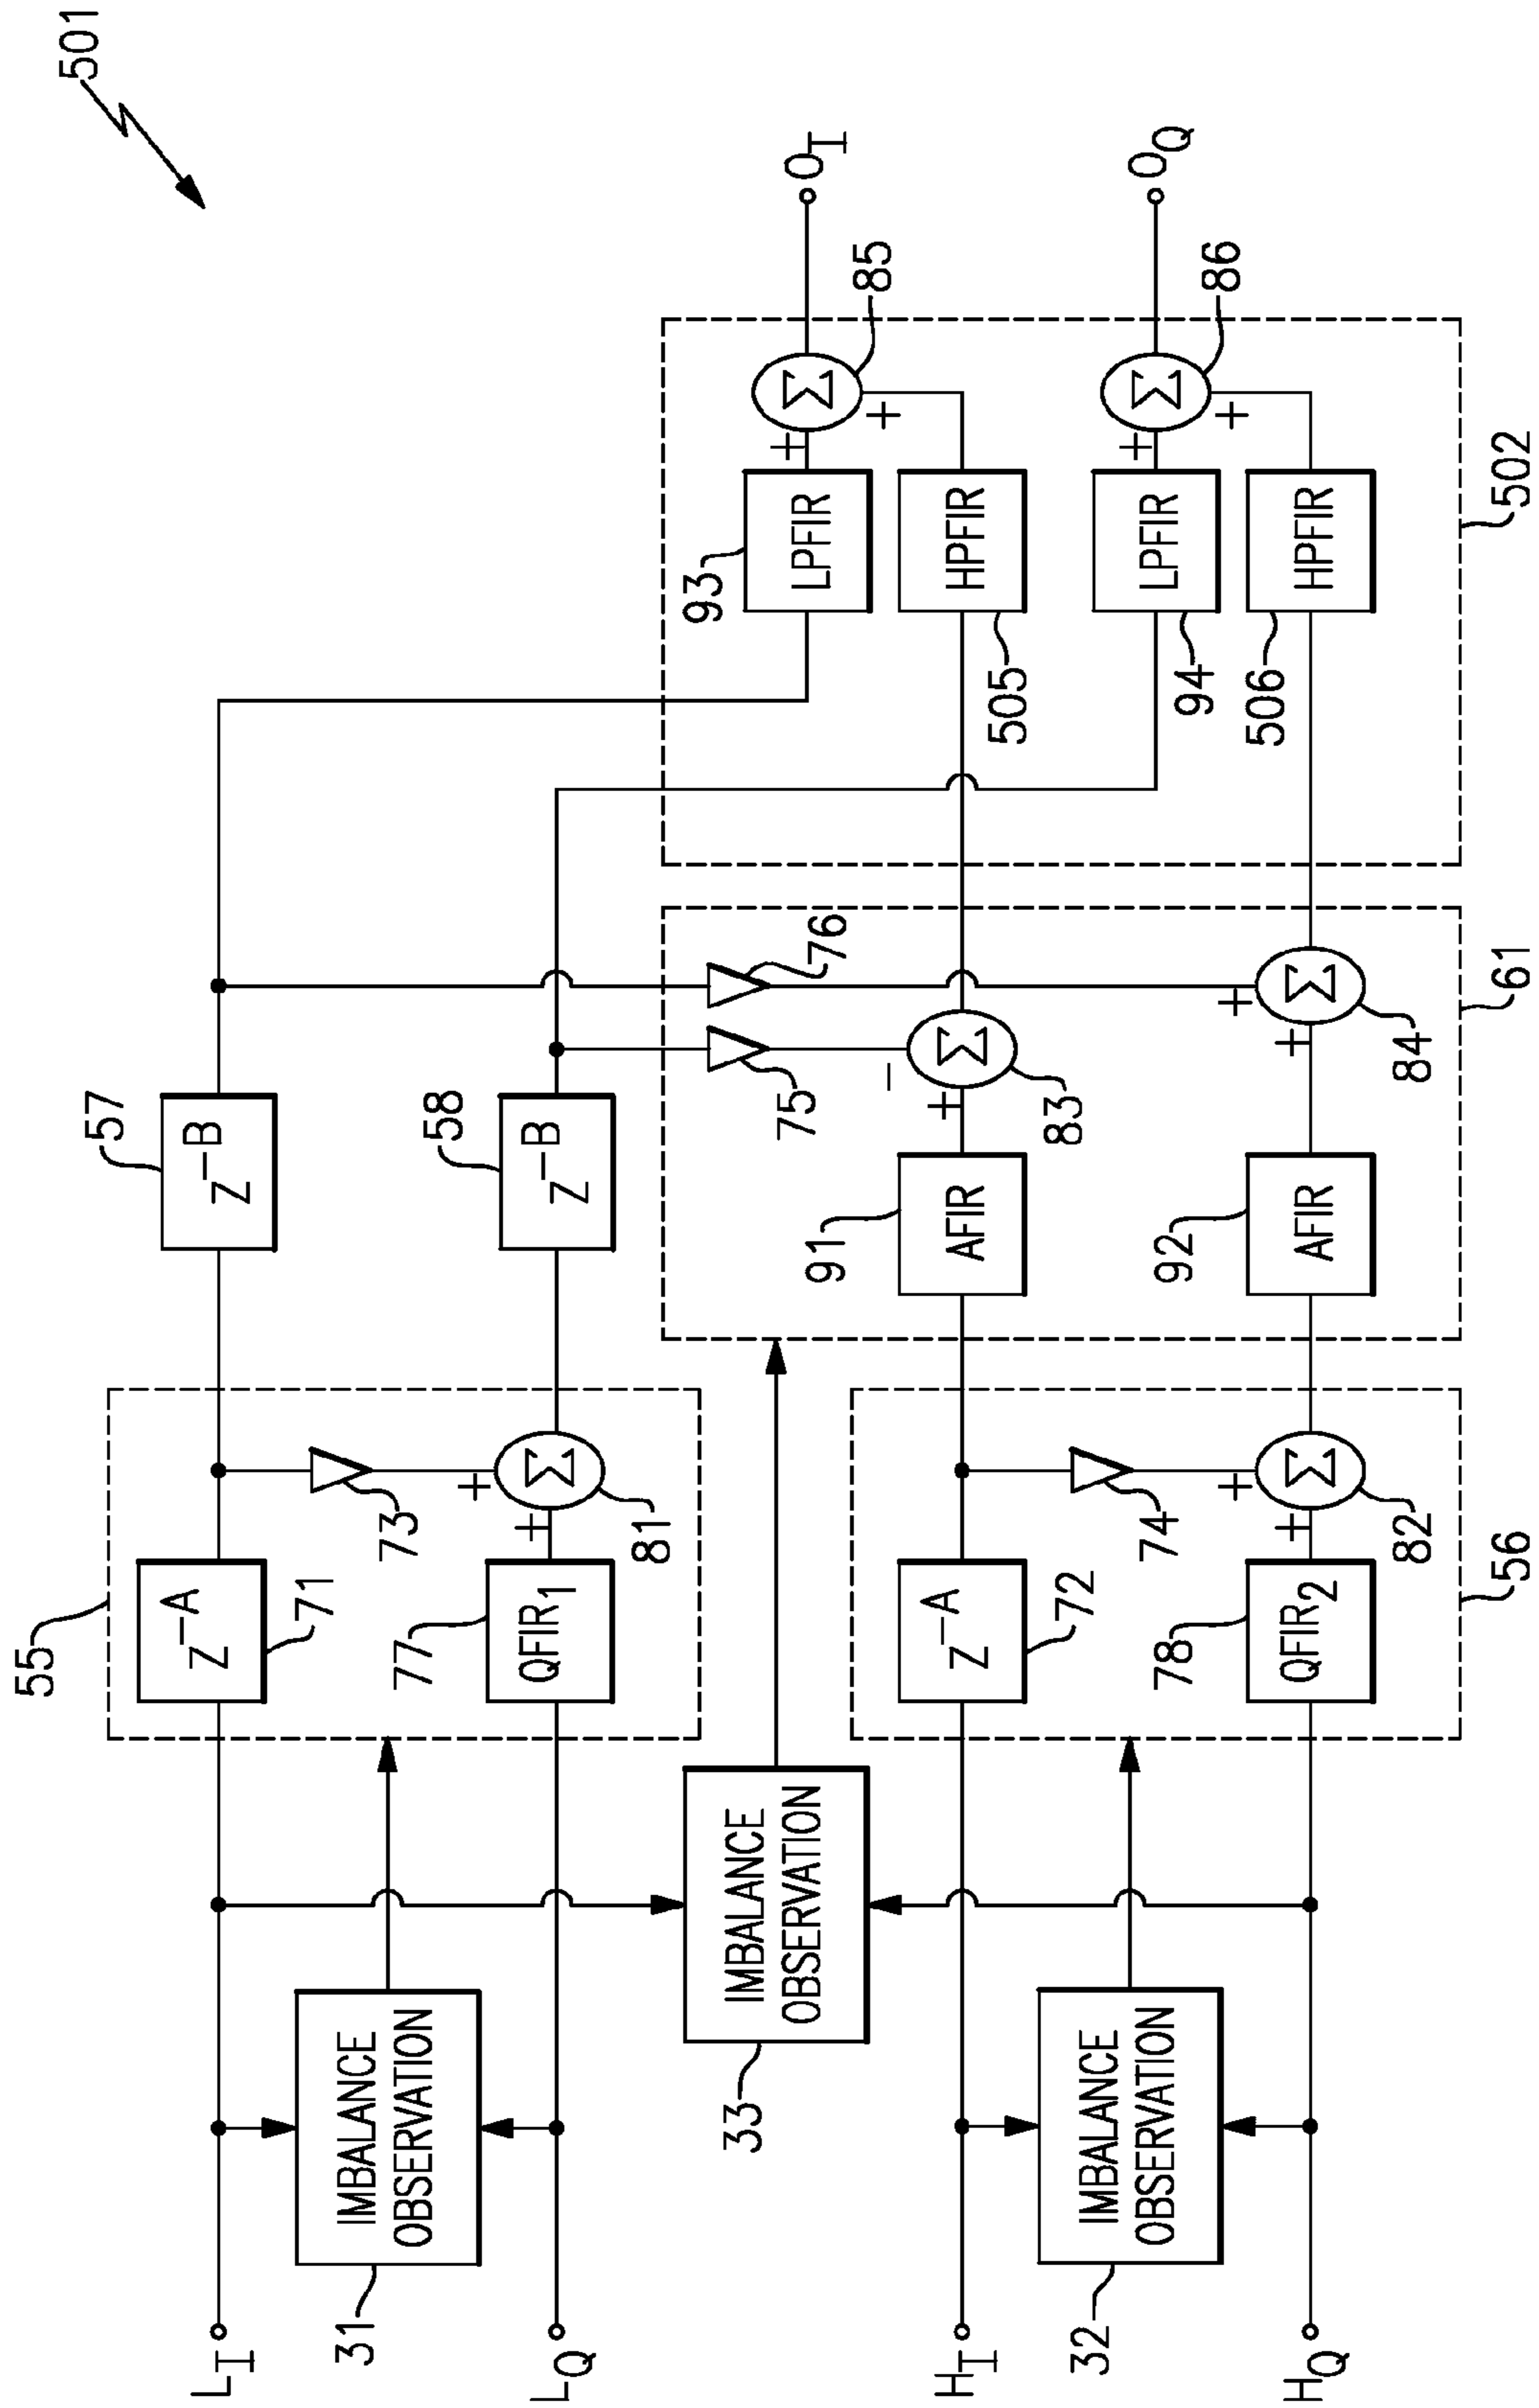 501
L_I
L_Q
H_I
H_Q
31
IMBALANCE
OBSERVATION
32
IMBALANCE
OBSERVATION
33
IMBALANCE
OBSERVATION
55
Z^-A
71
73
77
QFIR_1
81
+
+
56
Z^-A
72
74
78
QFIR_2
82
+
+
57
Z^-B
58
Z^-B
61
91
AFIR
92
AFIR
75
76
83
Σ
+
-
84
Σ
+
+
Σ
Σ
502
93
LPFIR
505
HPFIR
94
LPFIR
506
HPFIR
Σ
+
+
85
Σ
+
+
86
O_I
O_Q